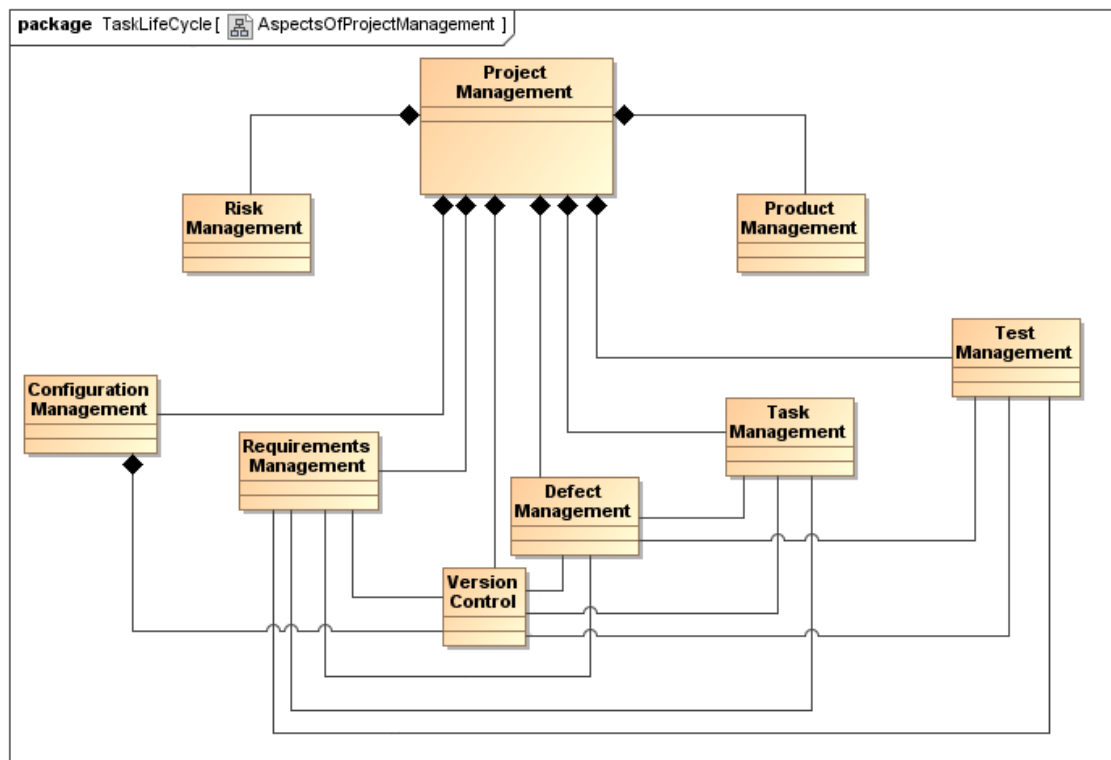 package TaskLifeCycle [ AspectsOfProjectManagement ]
Project
Management
Risk
Management
Product
Management
Test
Management
Configuration
Management
Task
Management
Requirements
Management
Defect
Management
Version
Control